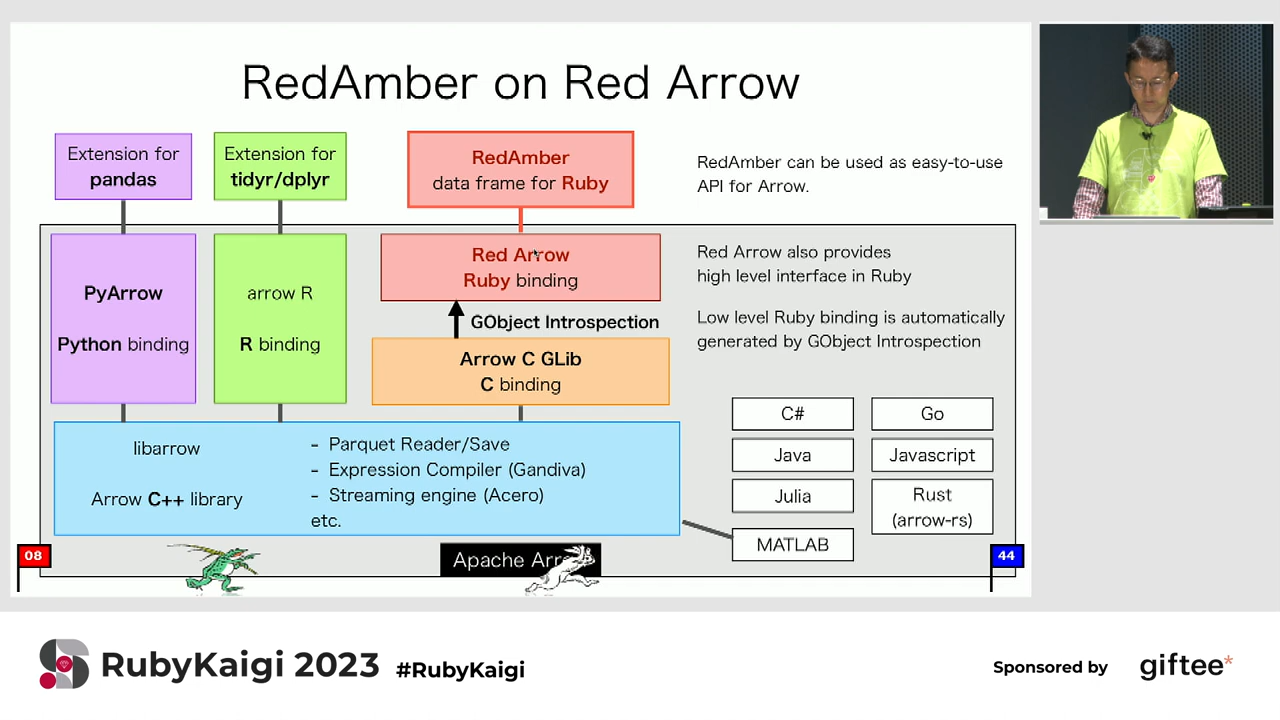 RedAmber on Red Arrow
Extension for
pandas
Extension for
tidyr/dplyr
RedAmber
data frame for Ruby
RedAmber can be used as easy-to-use
API for Arrow.
PyArrow
Python binding
arrow R
R binding
Red Arrow
Ruby binding
GObject Introspection
Arrow C GLib
C binding
Red Arrow also provides
high level interface in Ruby
Low level Ruby binding is automatically
generated by GObject Introspection
libarrow
Arrow C++ library
- Parquet Reader/Save
- Expression Compiler (Gandiva)
- Streaming engine (Acero)
etc.
C#
Go
Java
Javascript
Julia
Rust
(arrow-rs)
MATLAB
08
Apache Arr
44
RubyKaigi 2023 #RubyKaigi
Sponsored by giftee*